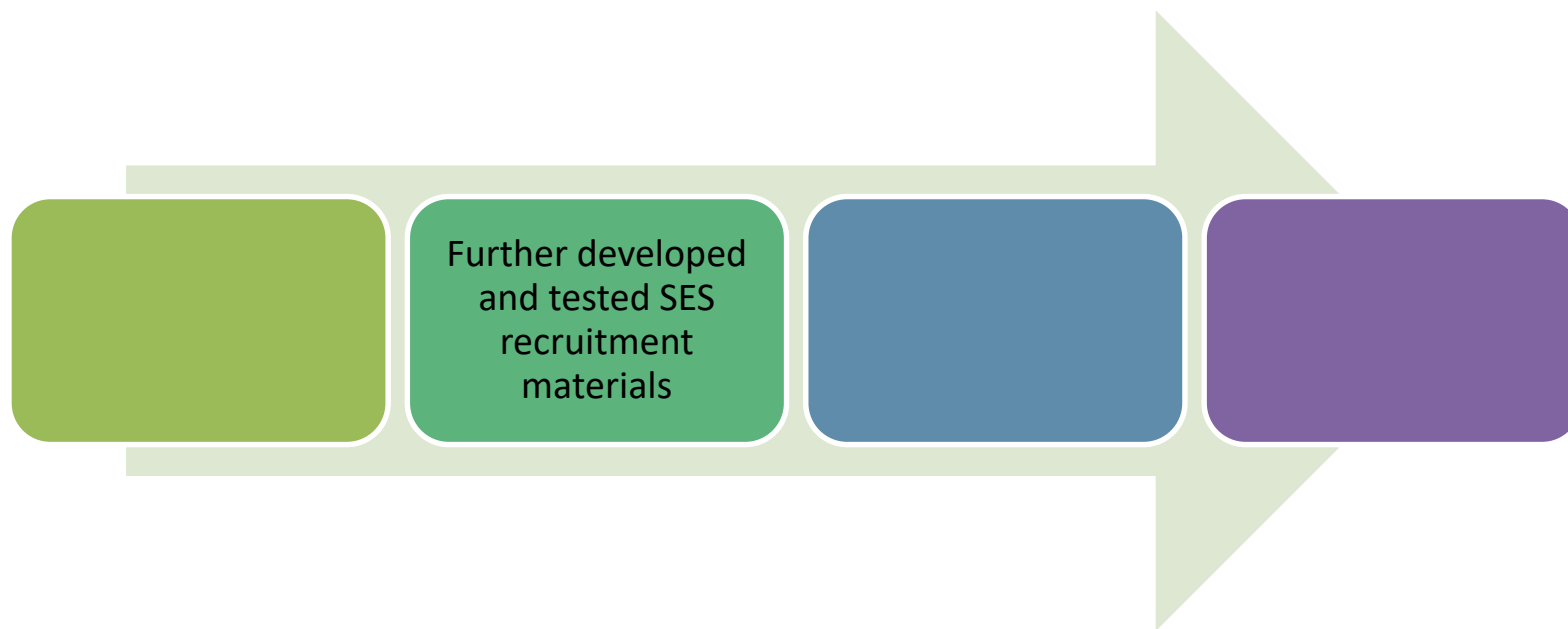 Further developed
and tested SES
recruitment
materials